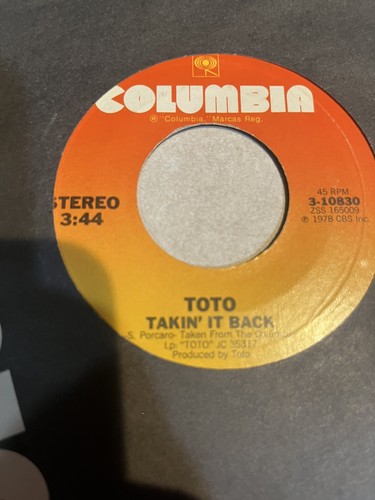 COLUMBIA
® "Columbia," Marcas Reg.
STEREO
3:44
45 RPM
3-10830
ZSS 165009
℗ 1978 CBS Inc.
TOTO
TAKIN' IT BACK
S. Porcaro- Taken From The
Lp: "TOTO" JC 35317
Produced by Toto